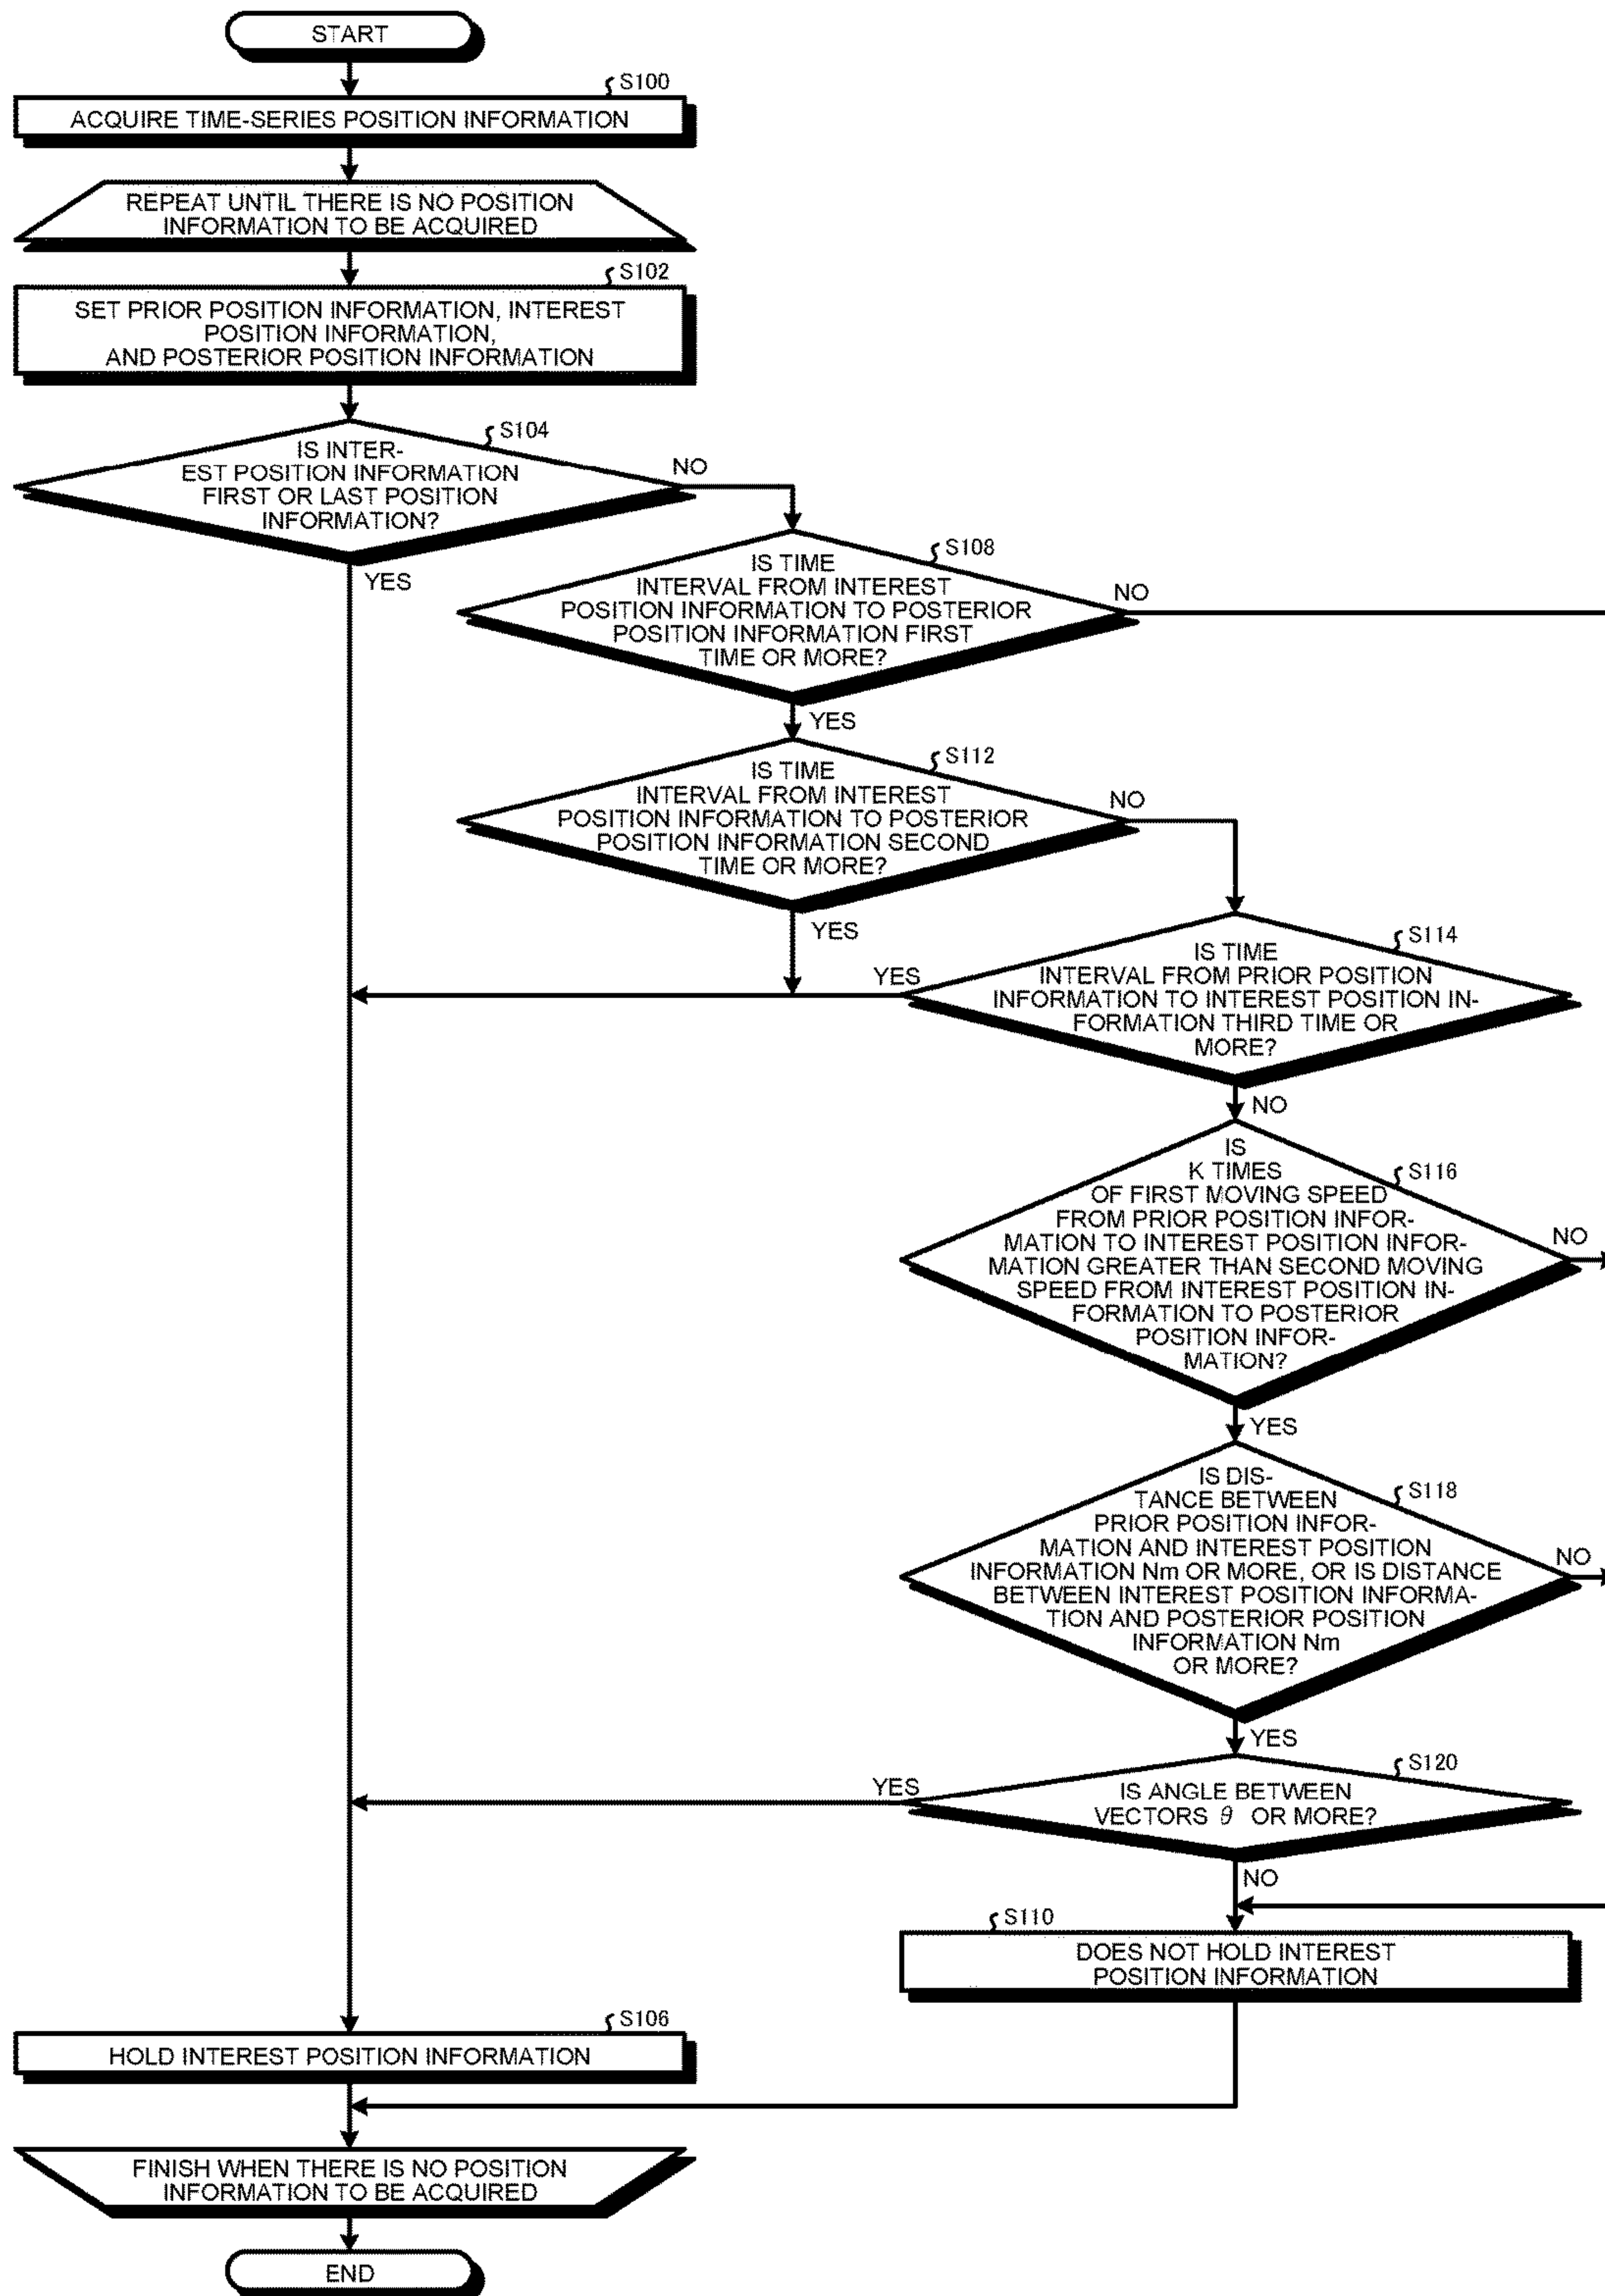 START
S100
ACQUIRE TIME-SERIES POSITION INFORMATION
REPEAT UNTIL THERE IS NO POSITION
INFORMATION TO BE ACQUIRED
S102
SET PRIOR POSITION INFORMATION, INTEREST
POSITION INFORMATION,
AND POSTERIOR POSITION INFORMATION
S104
IS INTER-
EST POSITION INFORMATION
FIRST OR LAST POSITION
INFORMATION?
NO
YES
S108
IS TIME
INTERVAL FROM INTEREST
POSITION INFORMATION TO POSTERIOR
POSITION INFORMATION FIRST
TIME OR MORE?
NO
YES
S112
IS TIME
INTERVAL FROM INTEREST
POSITION INFORMATION TO POSTERIOR
POSITION INFORMATION SECOND
TIME OR MORE?
NO
YES
S114
IS TIME
INTERVAL FROM PRIOR POSITION
INFORMATION TO INTEREST POSITION IN-
FORMATION THIRD TIME OR
MORE?
YES
NO
S116
IS
K TIMES
OF FIRST MOVING SPEED
FROM PRIOR POSITION INFOR-
MATION TO INTEREST POSITION INFOR-
MATION GREATER THAN SECOND MOVING
SPEED FROM INTEREST POSITION IN-
FORMATION TO POSTERIOR
POSITION INFOR-
MATION?
NO
YES
S118
IS DIS-
TANCE BETWEEN
PRIOR POSITION INFOR-
MATION AND INTEREST POSITION
INFORMATION Nm OR MORE, OR IS DISTANCE
BETWEEN INTEREST POSITION INFORMA-
TION AND POSTERIOR POSITION
INFORMATION Nm
OR MORE?
NO
YES
S120
IS ANGLE BETWEEN
VECTORS θ OR MORE?
YES
NO
S110
DOES NOT HOLD INTEREST
POSITION INFORMATION
S106
HOLD INTEREST POSITION INFORMATION
FINISH WHEN THERE IS NO POSITION
INFORMATION TO BE ACQUIRED
END